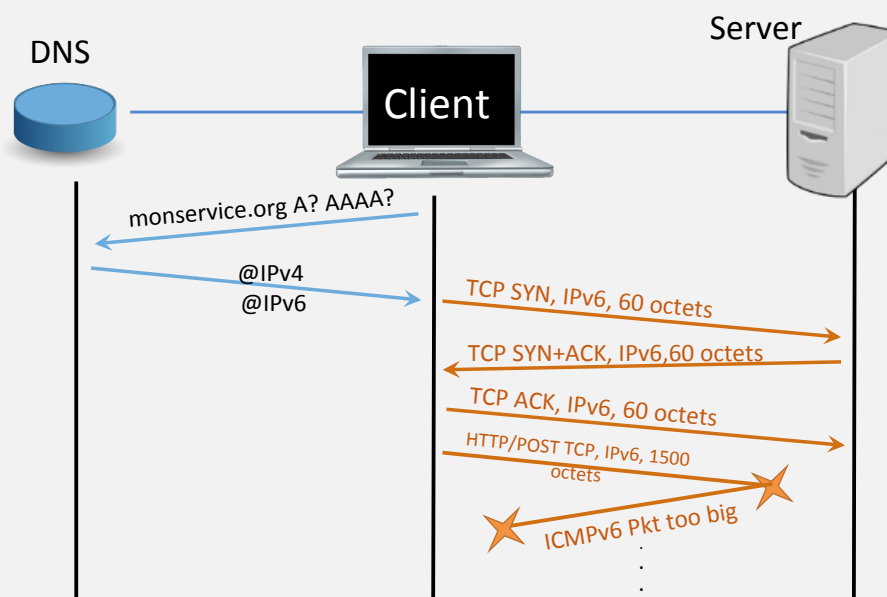 DNS
Client
Server
monservice.org A? AAAA?
@IPv4
@IPv6
TCP SYN, IPv6, 60 octets
TCP SYN+ACK, IPv6,60 octets
TCP ACK, IPv6, 60 octets
HTTP/POST TCP, IPv6, 1500
octets
ICMPv6 Pkt too big
.
.
.